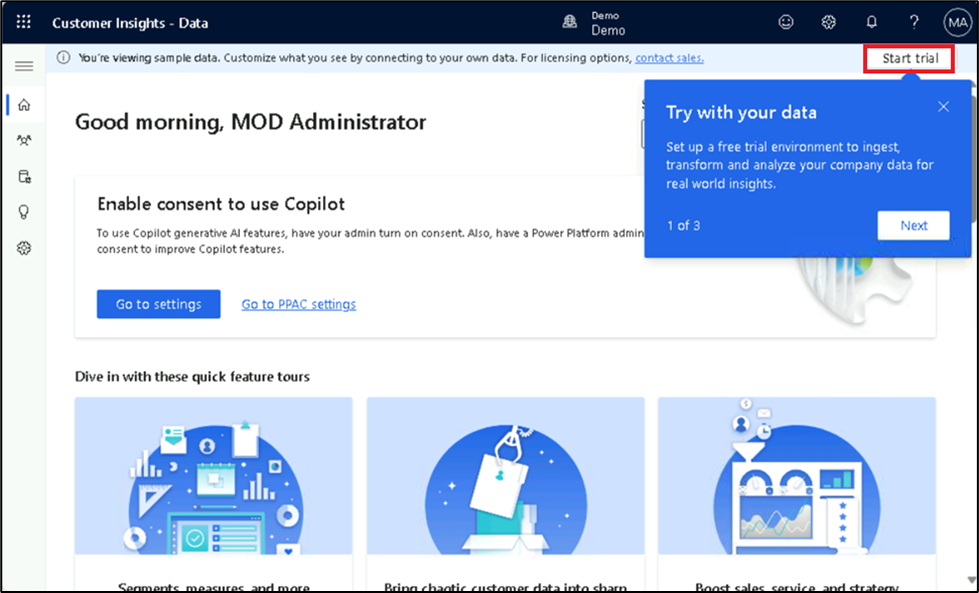 Customer Insights - Data
Demo
Demo
?
MA
You're viewing sample data. Customize what you see by connecting to your own data. For licensing options, contact sales.
Start trial
Good morning, MOD Administrator
Try with your data
Set up a free trial environment to ingest,
transform and analyze your company data for
real world insights.
1 of 3
Next
Enable consent to use Copilot
To use Copilot generative AI features, have your admin turn on consent. Also, have a Power Platform admin
consent to improve Copilot features.
Go to settings
Go to PPAC settings
Dive in with these quick feature tours
Segments, measures, and more
Bring chaotic customer data into sharp
Boost sales, service, and strategy